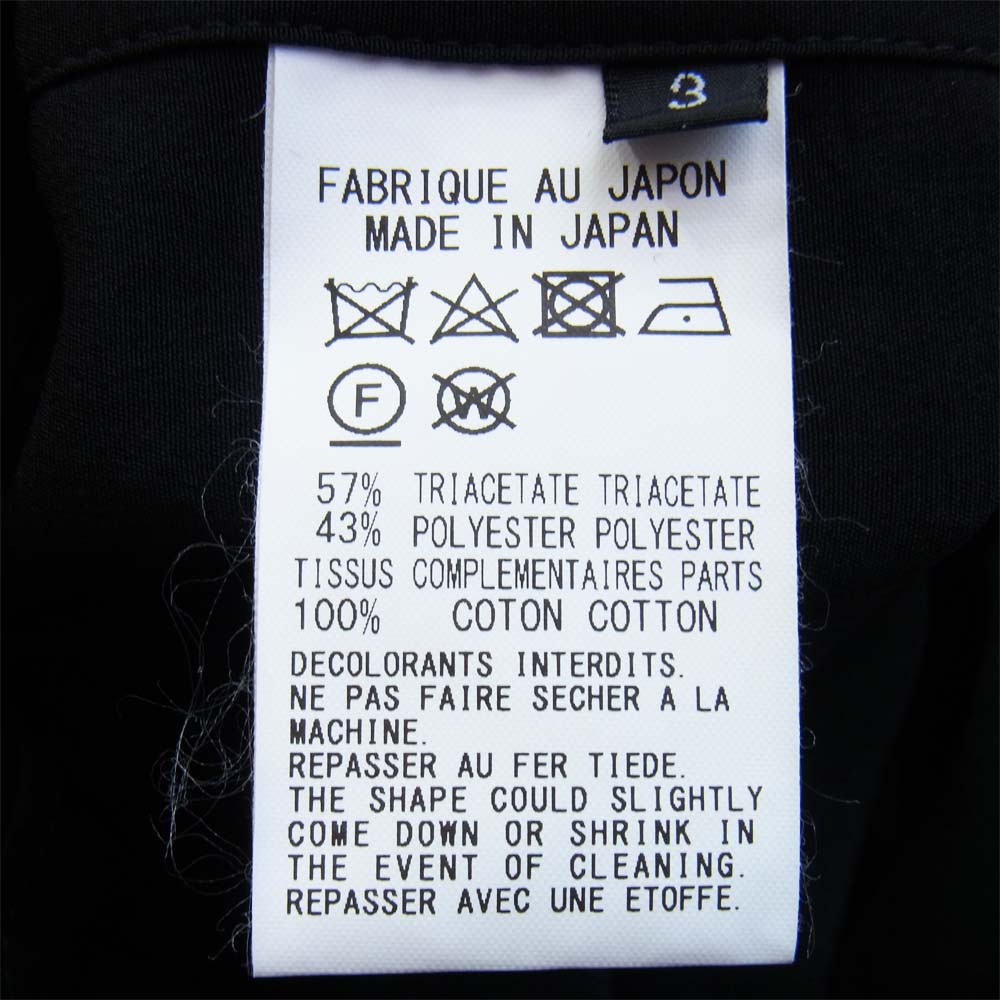 3
FABRIQUE AU JAPON
MADE IN JAPAN
F W
57% TRIACETATE TRIACETATE
43% POLYESTER POLYESTER
TISSUS COMPLEMENTAIRES PARTS
100% COTON COTTON
DECOLORANTS INTERDITS.
NE PAS FAIRE SECHER A LA
MACHINE.
REPASSER AU FER TIEDE.
THE SHAPE COULD SLIGHTLY
COME DOWN OR SHRINK IN
THE EVENT OF CLEANING.
REPASSER AVEC UNE ETOFFE.